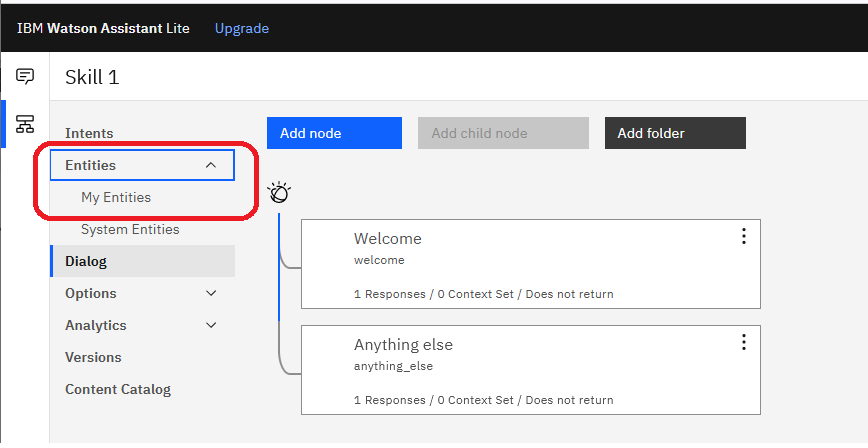 IBM Watson Assistant Lite Upgrade
Skill 1
Intents
Entities
My Entities
System Entities
Dialog
Options
Analytics
Versions
Content Catalog
Add node
Add child node
Add folder
Welcome
welcome
1 Responses / 0 Context Set / Does not return
Anything else
anything_else
1 Responses / 0 Context Set / Does not return